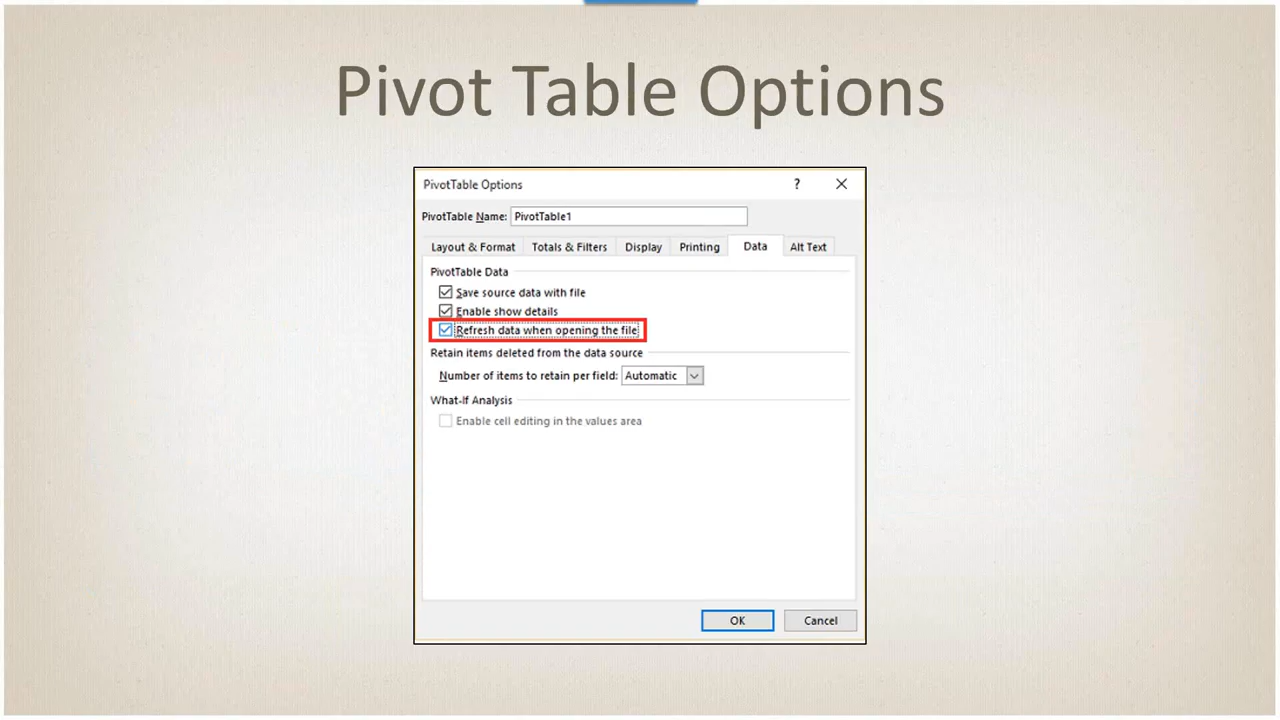 Pivot Table Options
PivotTable Options ?
PivotTable Name: PivotTable1
Layout & Format Totals & Filters Display Printing Data Alt Text
PivotTable Data
Save source data with file
Enable show details
Refresh data when opening the file
Retain items deleted from the data source
Number of items to retain per field: Automatic
What-If Analysis
Enable cell editing in the values area
OK Cancel